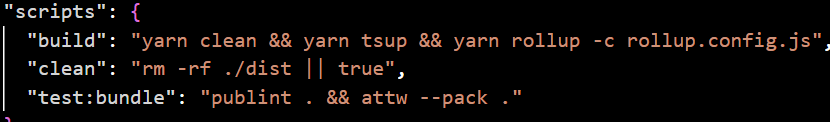 "scripts": {
"build": "yarn clean && yarn tsup && yarn rollup -c rollup.config.js",
"clean": "rm -rf ./dist || true",
"test:bundle": "publint . && attw --pack ."
}